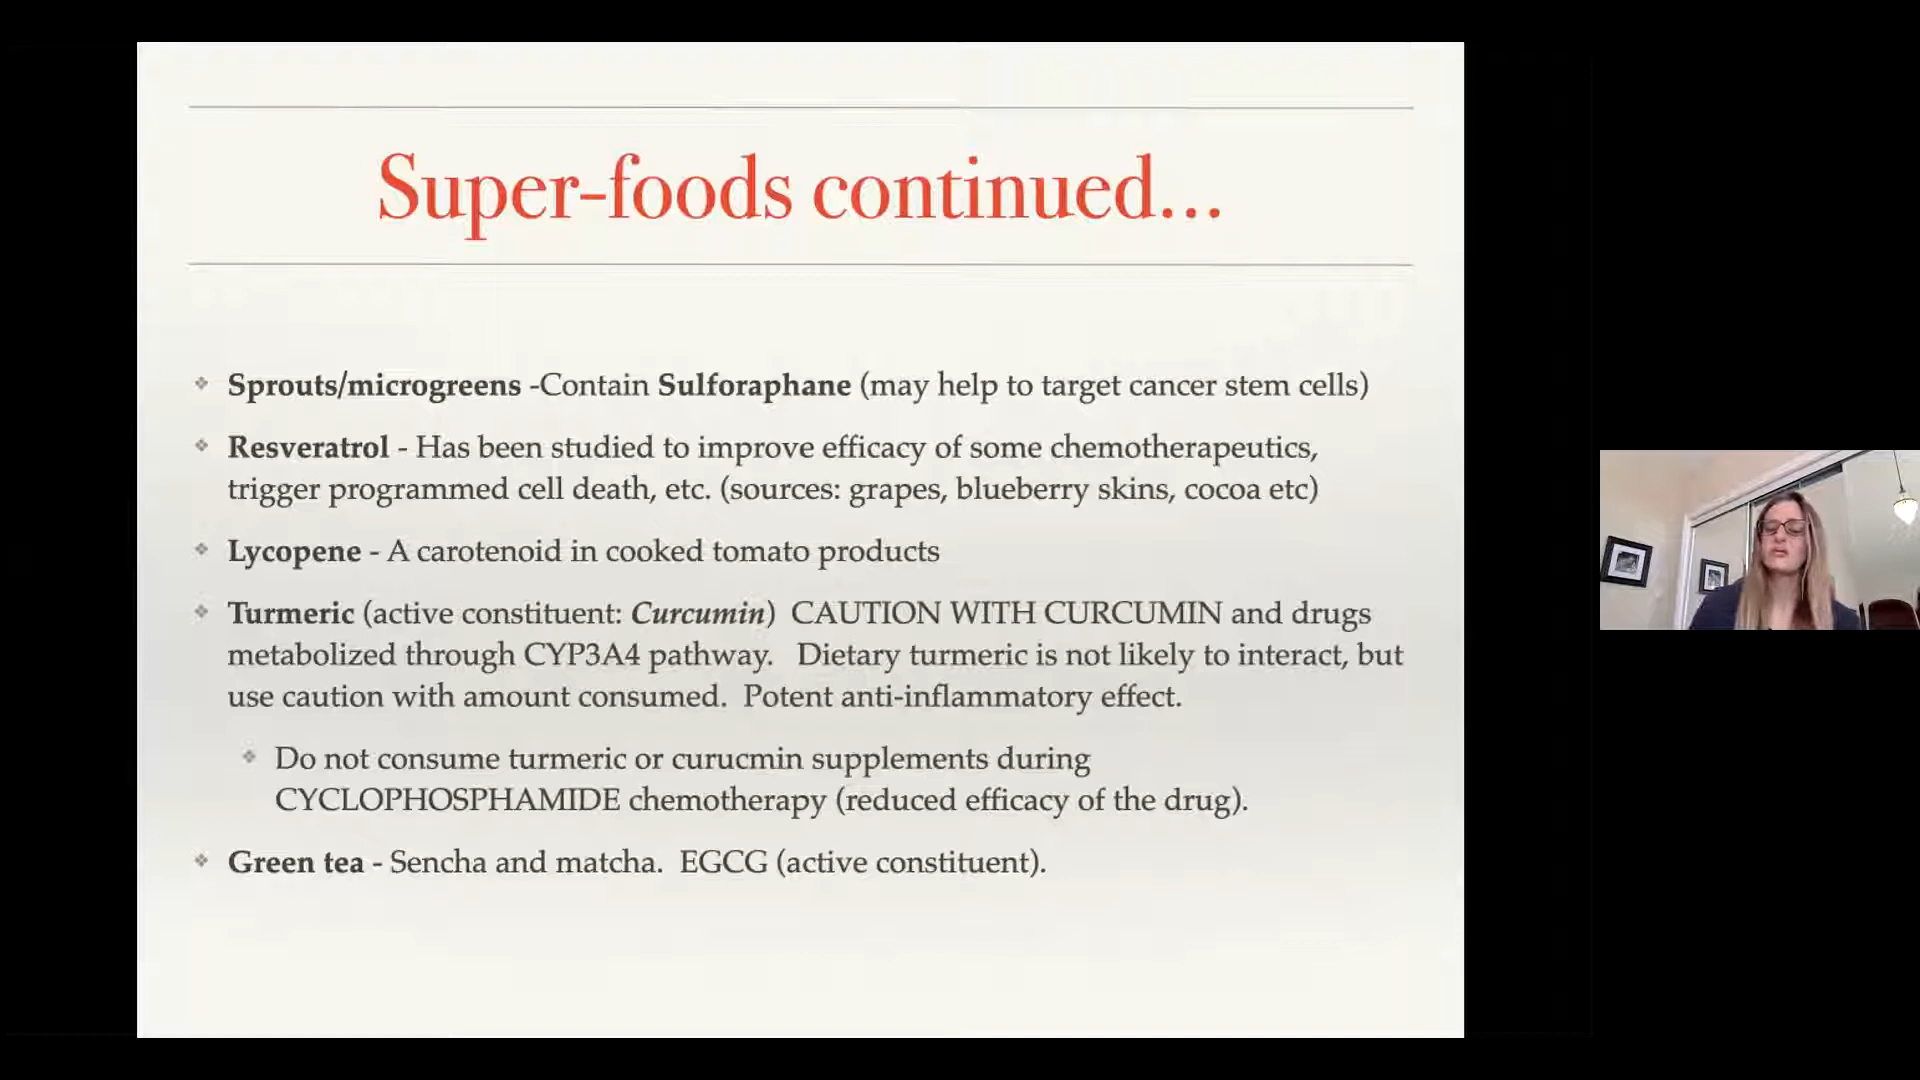 Super-foods continued...
Sprouts/microgreens -Contain Sulforaphane (may help to target cancer stem cells)
Resveratrol - Has been studied to improve efficacy of some chemotherapeutics,
trigger programmed cell death, etc. (sources: grapes, blueberry skins, cocoa etc)
Lycopene - A carotenoid in cooked tomato products
Turmeric (active constituent: Curcumin)  CAUTION WITH CURCUMIN and drugs
metabolized through CYP3A4 pathway.   Dietary turmeric is not likely to interact, but
use caution with amount consumed.  Potent anti-inflammatory effect.
Do not consume turmeric or curucmin supplements during
CYCLOPHOSPHAMIDE chemotherapy (reduced efficacy of the drug).
Green tea - Sencha and matcha.  EGCG (active constituent).